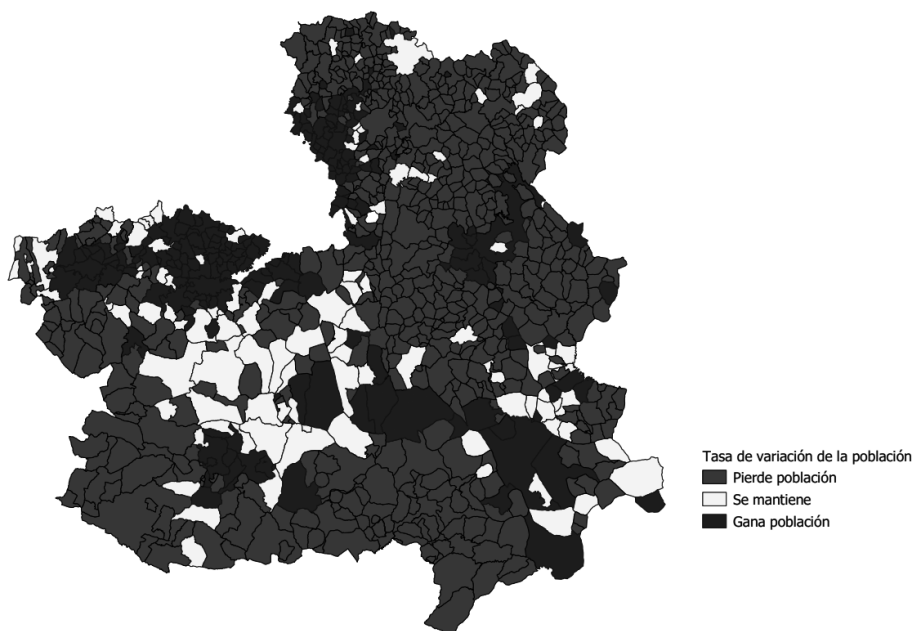 Tasa de variación de la población
Pierde población
Se mantiene
Gana población